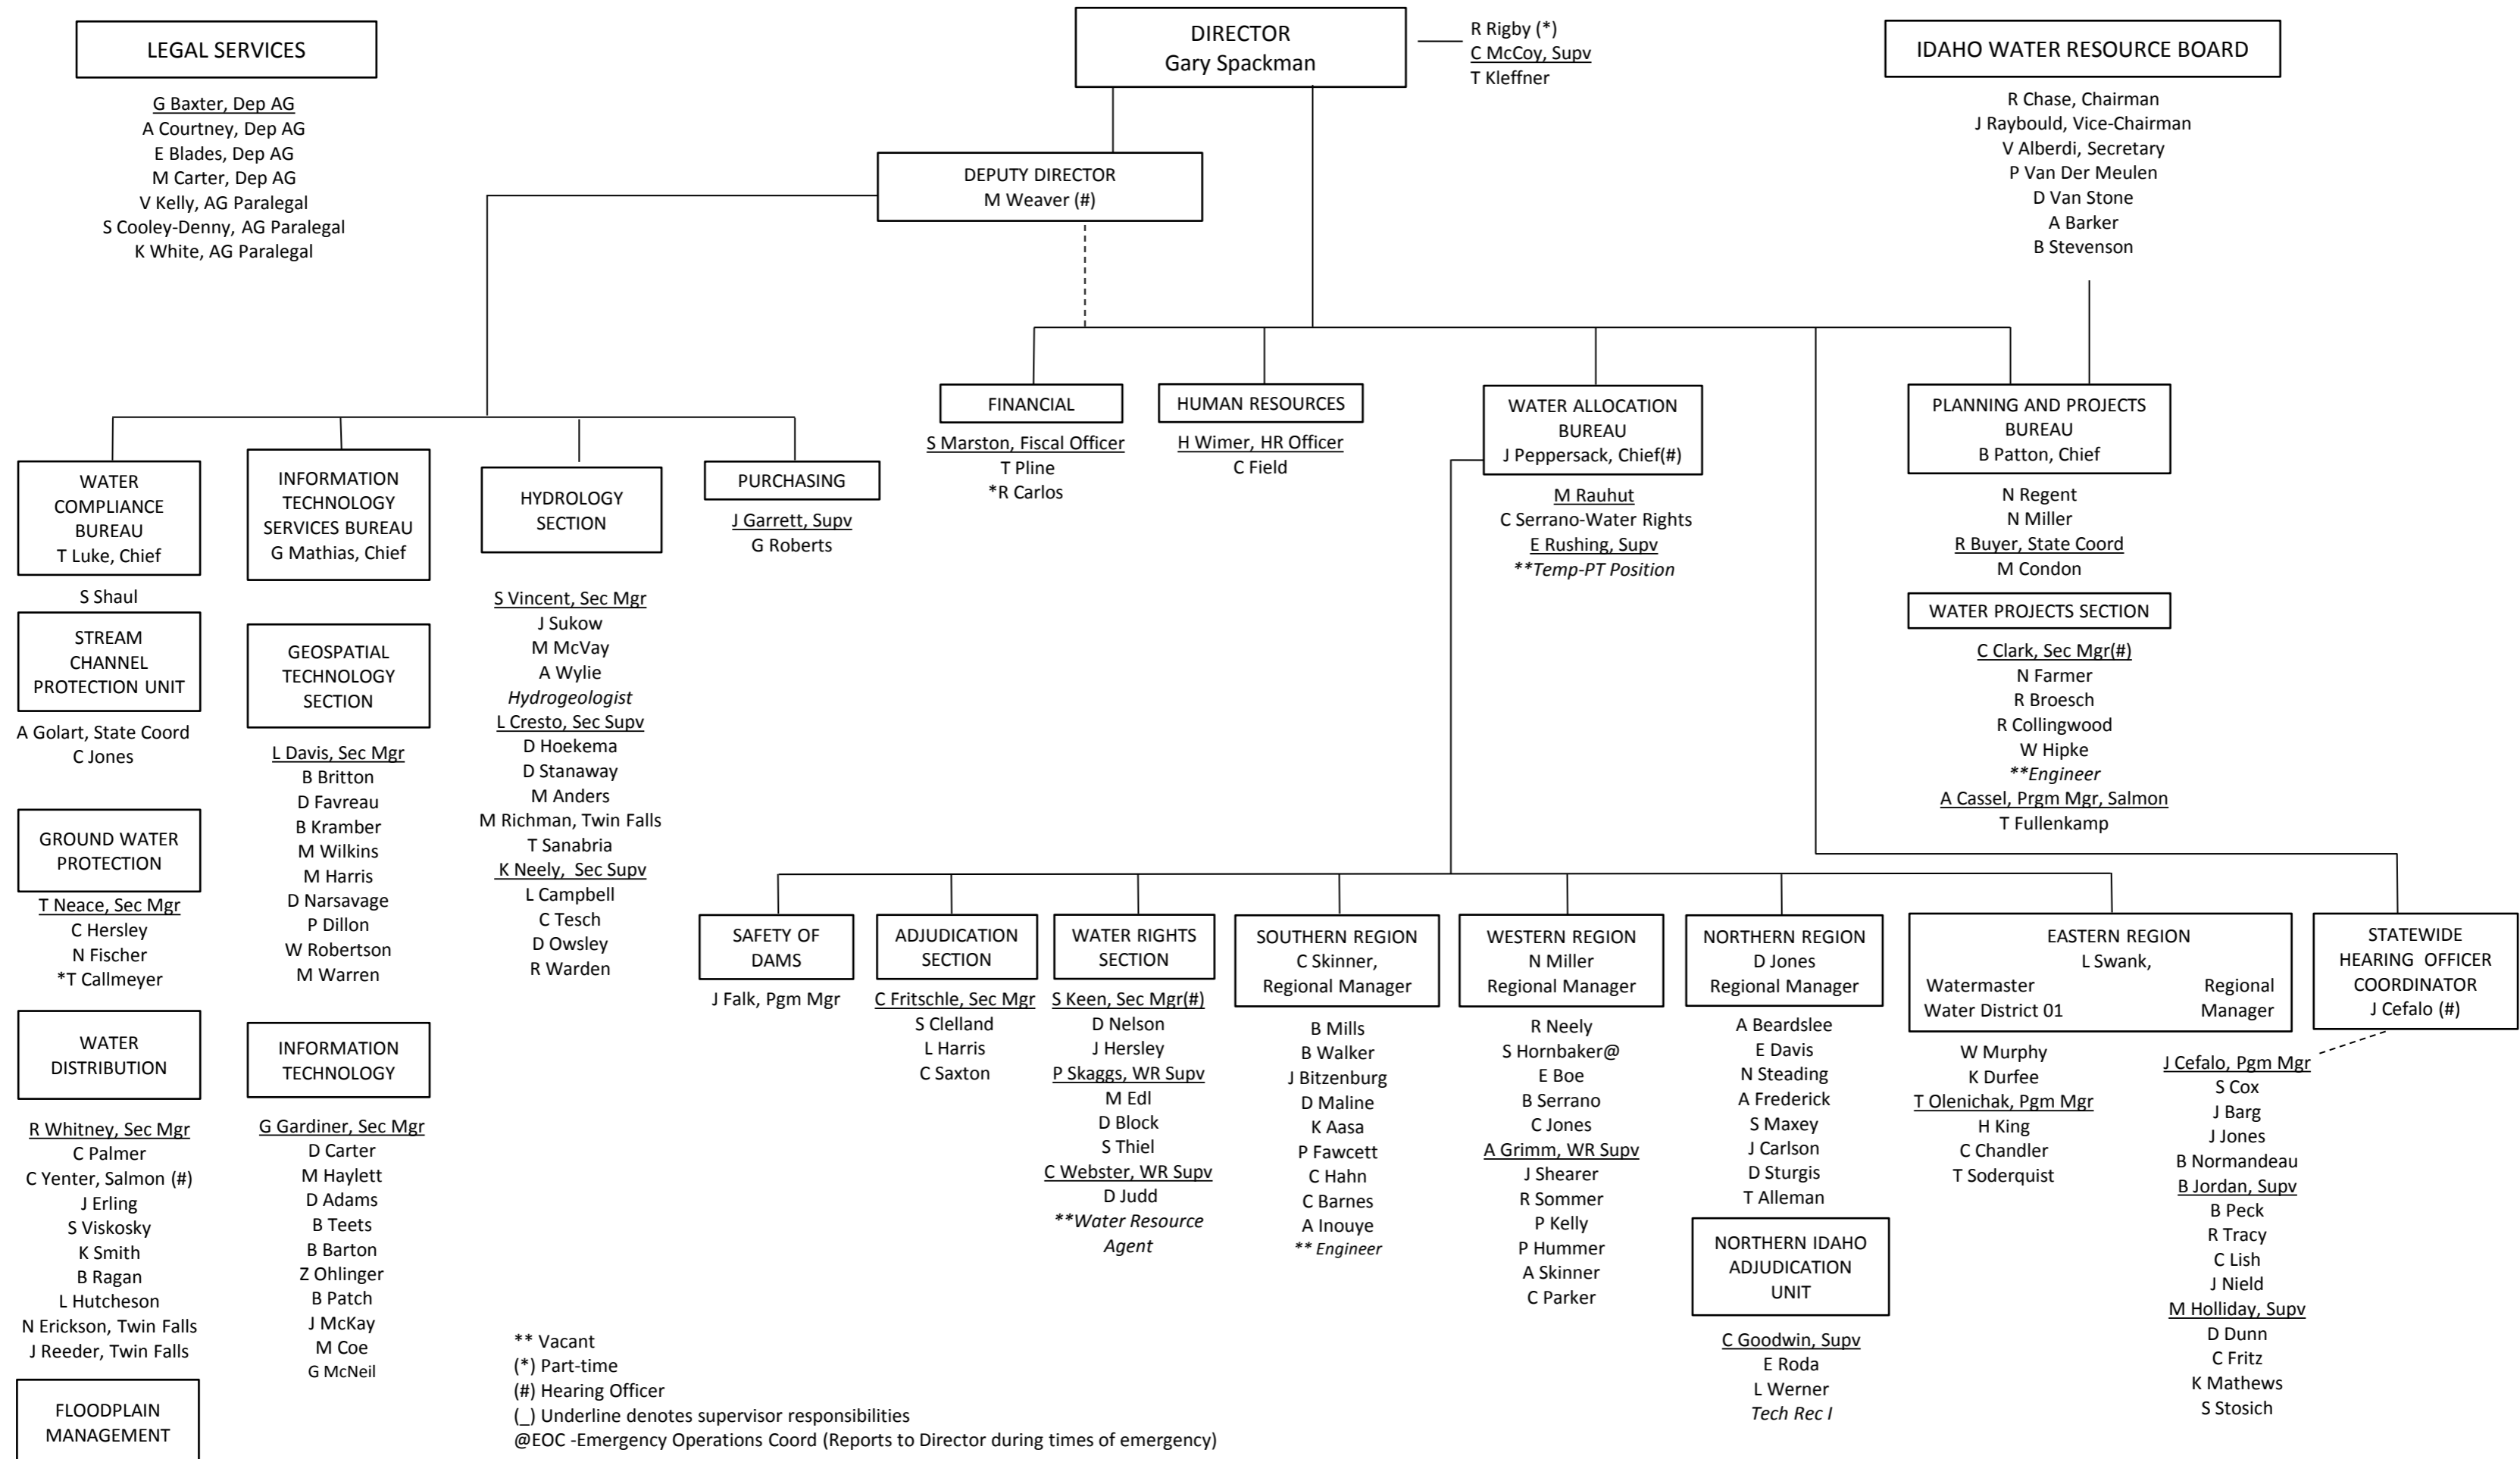 LEGAL SERVICES
G Baxter, Dep AG
A Courtney, Dep AG
E Blades, Dep AG
M Carter, Dep AG
V Kelly, AG Paralegal
S Cooley-Denny, AG Paralegal
K White, AG Paralegal
DIRECTOR
Gary Spackman
R Rigby (*)
C McCoy, Supv
T Kleffner
IDAHO WATER RESOURCE BOARD
R Chase, Chairman
J Raybould, Vice-Chairman
V Alberdi, Secretary
P Van Der Meulen
D Van Stone
A Barker
B Stevenson
DEPUTY DIRECTOR
M Weaver (#)
WATER
COMPLIANCE
BUREAU
T Luke, Chief
S Shaul
STREAM
CHANNEL
PROTECTION UNIT
A Golart, State Coord
C Jones
GROUND WATER
PROTECTION
T Neace, Sec Mgr
C Hersley
N Fischer
*T Callmeyer
WATER
DISTRIBUTION
R Whitney, Sec Mgr
C Palmer
C Yenter, Salmon (#)
J Erling
S Viskosky
K Smith
B Ragan
L Hutcheson
N Erickson, Twin Falls
J Reeder, Twin Falls
FLOODPLAIN
MANAGEMENT
INFORMATION
TECHNOLOGY
SERVICES BUREAU
G Mathias, Chief
GEOSPATIAL
TECHNOLOGY
SECTION
L Davis, Sec Mgr
B Britton
D Favreau
B Kramber
M Wilkins
M Harris
D Narsavage
P Dillon
W Robertson
M Warren
INFORMATION
TECHNOLOGY
G Gardiner, Sec Mgr
D Carter
M Haylett
D Adams
B Teets
B Barton
Z Ohlinger
B Patch
J McKay
M Coe
G McNeil
HYDROLOGY
SECTION
S Vincent, Sec Mgr
J Sukow
M McVay
A Wylie
Hydrogeologist
L Cresto, Sec Supv
D Hoekema
D Stanaway
M Anders
M Richman, Twin Falls
T Sanabria
K Neely, Sec Supv
L Campbell
C Tesch
D Owsley
R Warden
PURCHASING
J Garrett, Supv
G Roberts
FINANCIAL
S Marston, Fiscal Officer
T Pline
*R Carlos
HUMAN RESOURCES
H Wimer, HR Officer
C Field
WATER ALLOCATION
BUREAU
J Peppersack, Chief(#)
M Rauhut
C Serrano-Water Rights
E Rushing, Supv
**Temp-PT Position
PLANNING AND PROJECTS
BUREAU
B Patton, Chief
N Regent
N Miller
R Buyer, State Coord
M Condon
WATER PROJECTS SECTION
C Clark, Sec Mgr(#)
N Farmer
R Broesch
R Collingwood
W Hipke
**Engineer
A Cassel, Prgm Mgr, Salmon
T Fullenkamp
SAFETY OF
DAMS
J Falk, Pgm Mgr
ADJUDICATION
SECTION
C Fritschle, Sec Mgr
S Clelland
L Harris
C Saxton
WATER RIGHTS
SECTION
S Keen, Sec Mgr(#)
D Nelson
J Hersley
P Skaggs, WR Supv
M Edl
D Block
S Thiel
C Webster, WR Supv
D Judd
**Water Resource
Agent
SOUTHERN REGION
C Skinner,
Regional Manager
B Mills
B Walker
J Bitzenburg
D Maline
K Aasa
P Fawcett
C Hahn
C Barnes
A Inouye
** Engineer
WESTERN REGION
N Miller
Regional Manager
R Neely
S Hornbaker@
E Boe
B Serrano
C Jones
A Grimm, WR Supv
J Shearer
R Sommer
P Kelly
P Hummer
A Skinner
C Parker
NORTHERN REGION
D Jones
Regional Manager
A Beardslee
E Davis
N Steading
A Frederick
S Maxey
J Carlson
D Sturgis
T Alleman
NORTHERN IDAHO
ADJUDICATION
UNIT
C Goodwin, Supv
E Roda
L Werner
Tech Rec I
EASTERN REGION
L Swank,
Watermaster Regional
Water District 01 Manager
W Murphy
K Durfee
T Olenichak, Pgm Mgr
H King
C Chandler
T Soderquist
STATEWIDE
HEARING OFFICER
COORDINATOR
J Cefalo (#)
J Cefalo, Pgm Mgr
S Cox
J Barg
J Jones
B Normandeau
B Jordan, Supv
B Peck
R Tracy
C Lish
J Nield
M Holliday, Supv
D Dunn
C Fritz
K Mathews
S Stosich
** Vacant
(*) Part-time
(#) Hearing Officer
(_) Underline denotes supervisor responsibilities
@EOC -Emergency Operations Coord (Reports to Director during times of emergency)